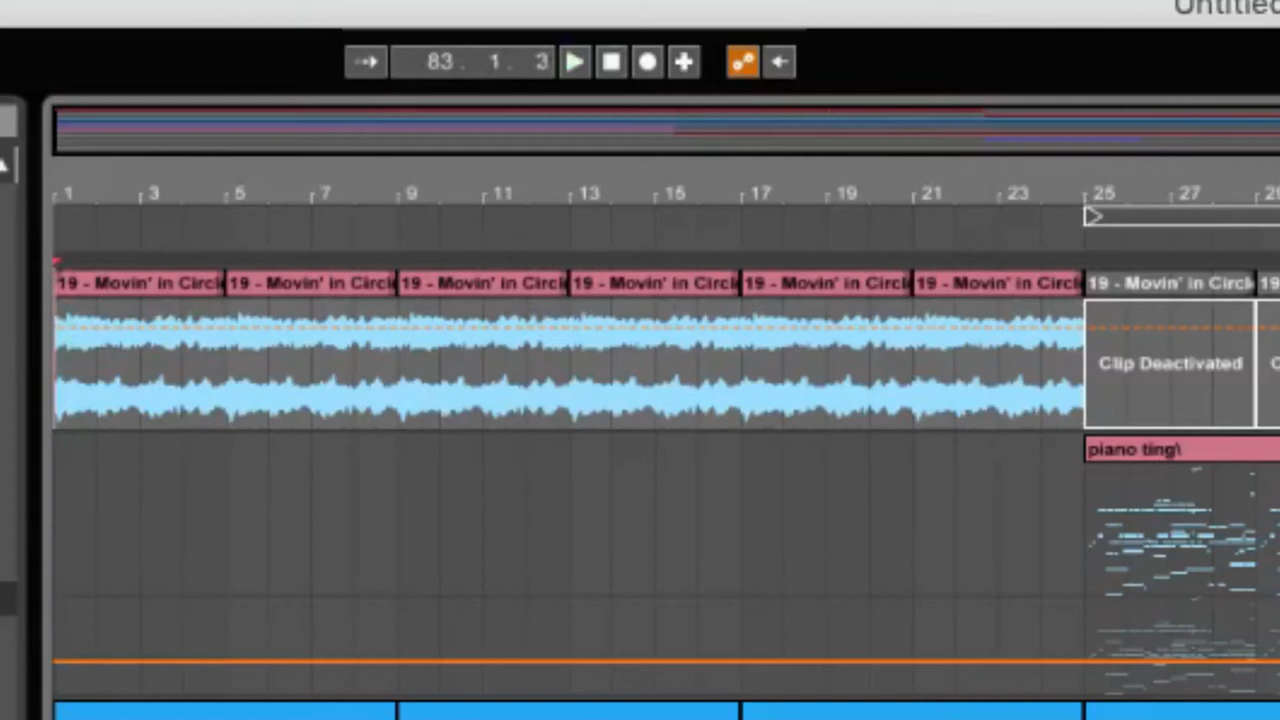 Untitled
83. 1. 3
1 3 5 7 9 11 13 15 17 19 21 23 25 27
19 - Movin' in Circl 19 - Movin' in Circl 19 - Movin' in Circl 19 - Movin' in Circl 19 - Movin' in Circl 19 - Movin' in Circl 19 - Movin' in Circl 19
Clip Deactivated C
piano ting\